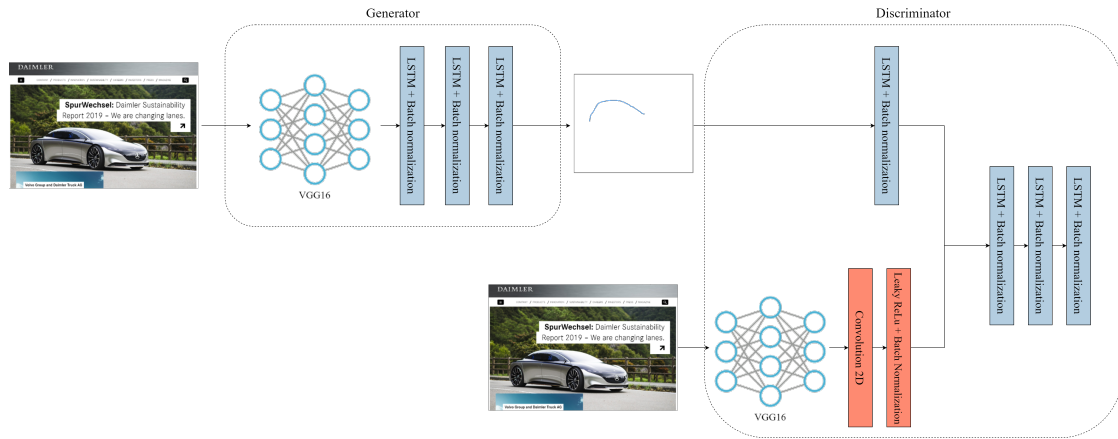 Generator
Discriminator
DAIMLER
SpurWechsel: Daimler Sustainability
Report 2019 – We are changing lanes.
Volvo Group and Daimler Truck AG
VGG16
LSTM + Batch normalization
LSTM + Batch normalization
LSTM + Batch normalization
LSTM + Batch normalization
LSTM + Batch normalization
LSTM + Batch normalization
LSTM + Batch normalization
DAIMLER
SpurWechsel: Daimler Sustainability
Report 2019 – We are changing lanes.
Volvo Group and Daimler Truck AG
VGG16
Convolution 2D
Leaky ReLu + Batch Normalization